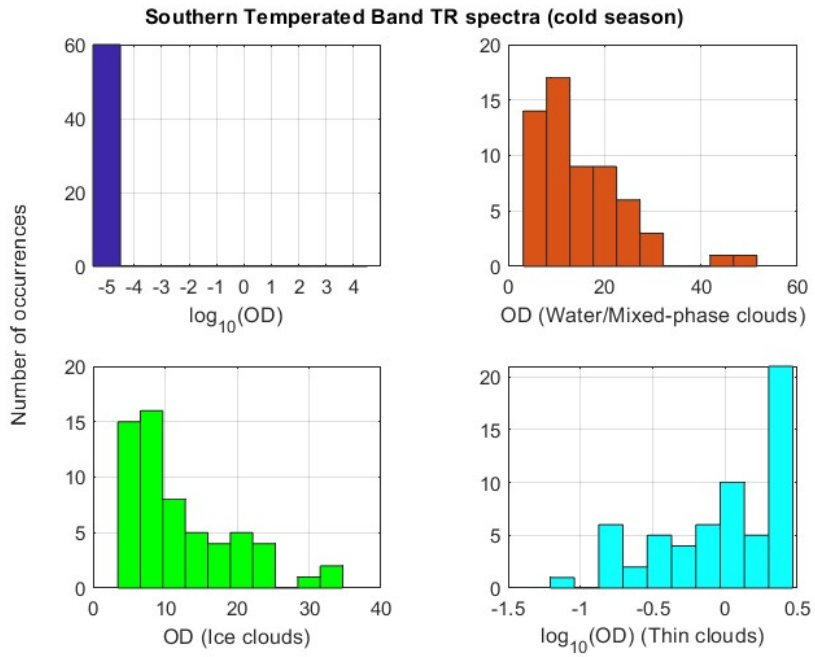 Southern Temperated Band TR spectra (cold season)
Number of occurrences
60
40
20
0
-5 -4 -3 -2 -1 0 1 2 3 4
log10(OD)
20
15
10
5
0
0 20 40 60
OD (Water/Mixed-phase clouds)
20
15
10
5
0
0 10 20 30 40
OD (Ice clouds)
20
15
10
5
0
-1.5 -1 -0.5 0 0.5
log10(OD) (Thin clouds)